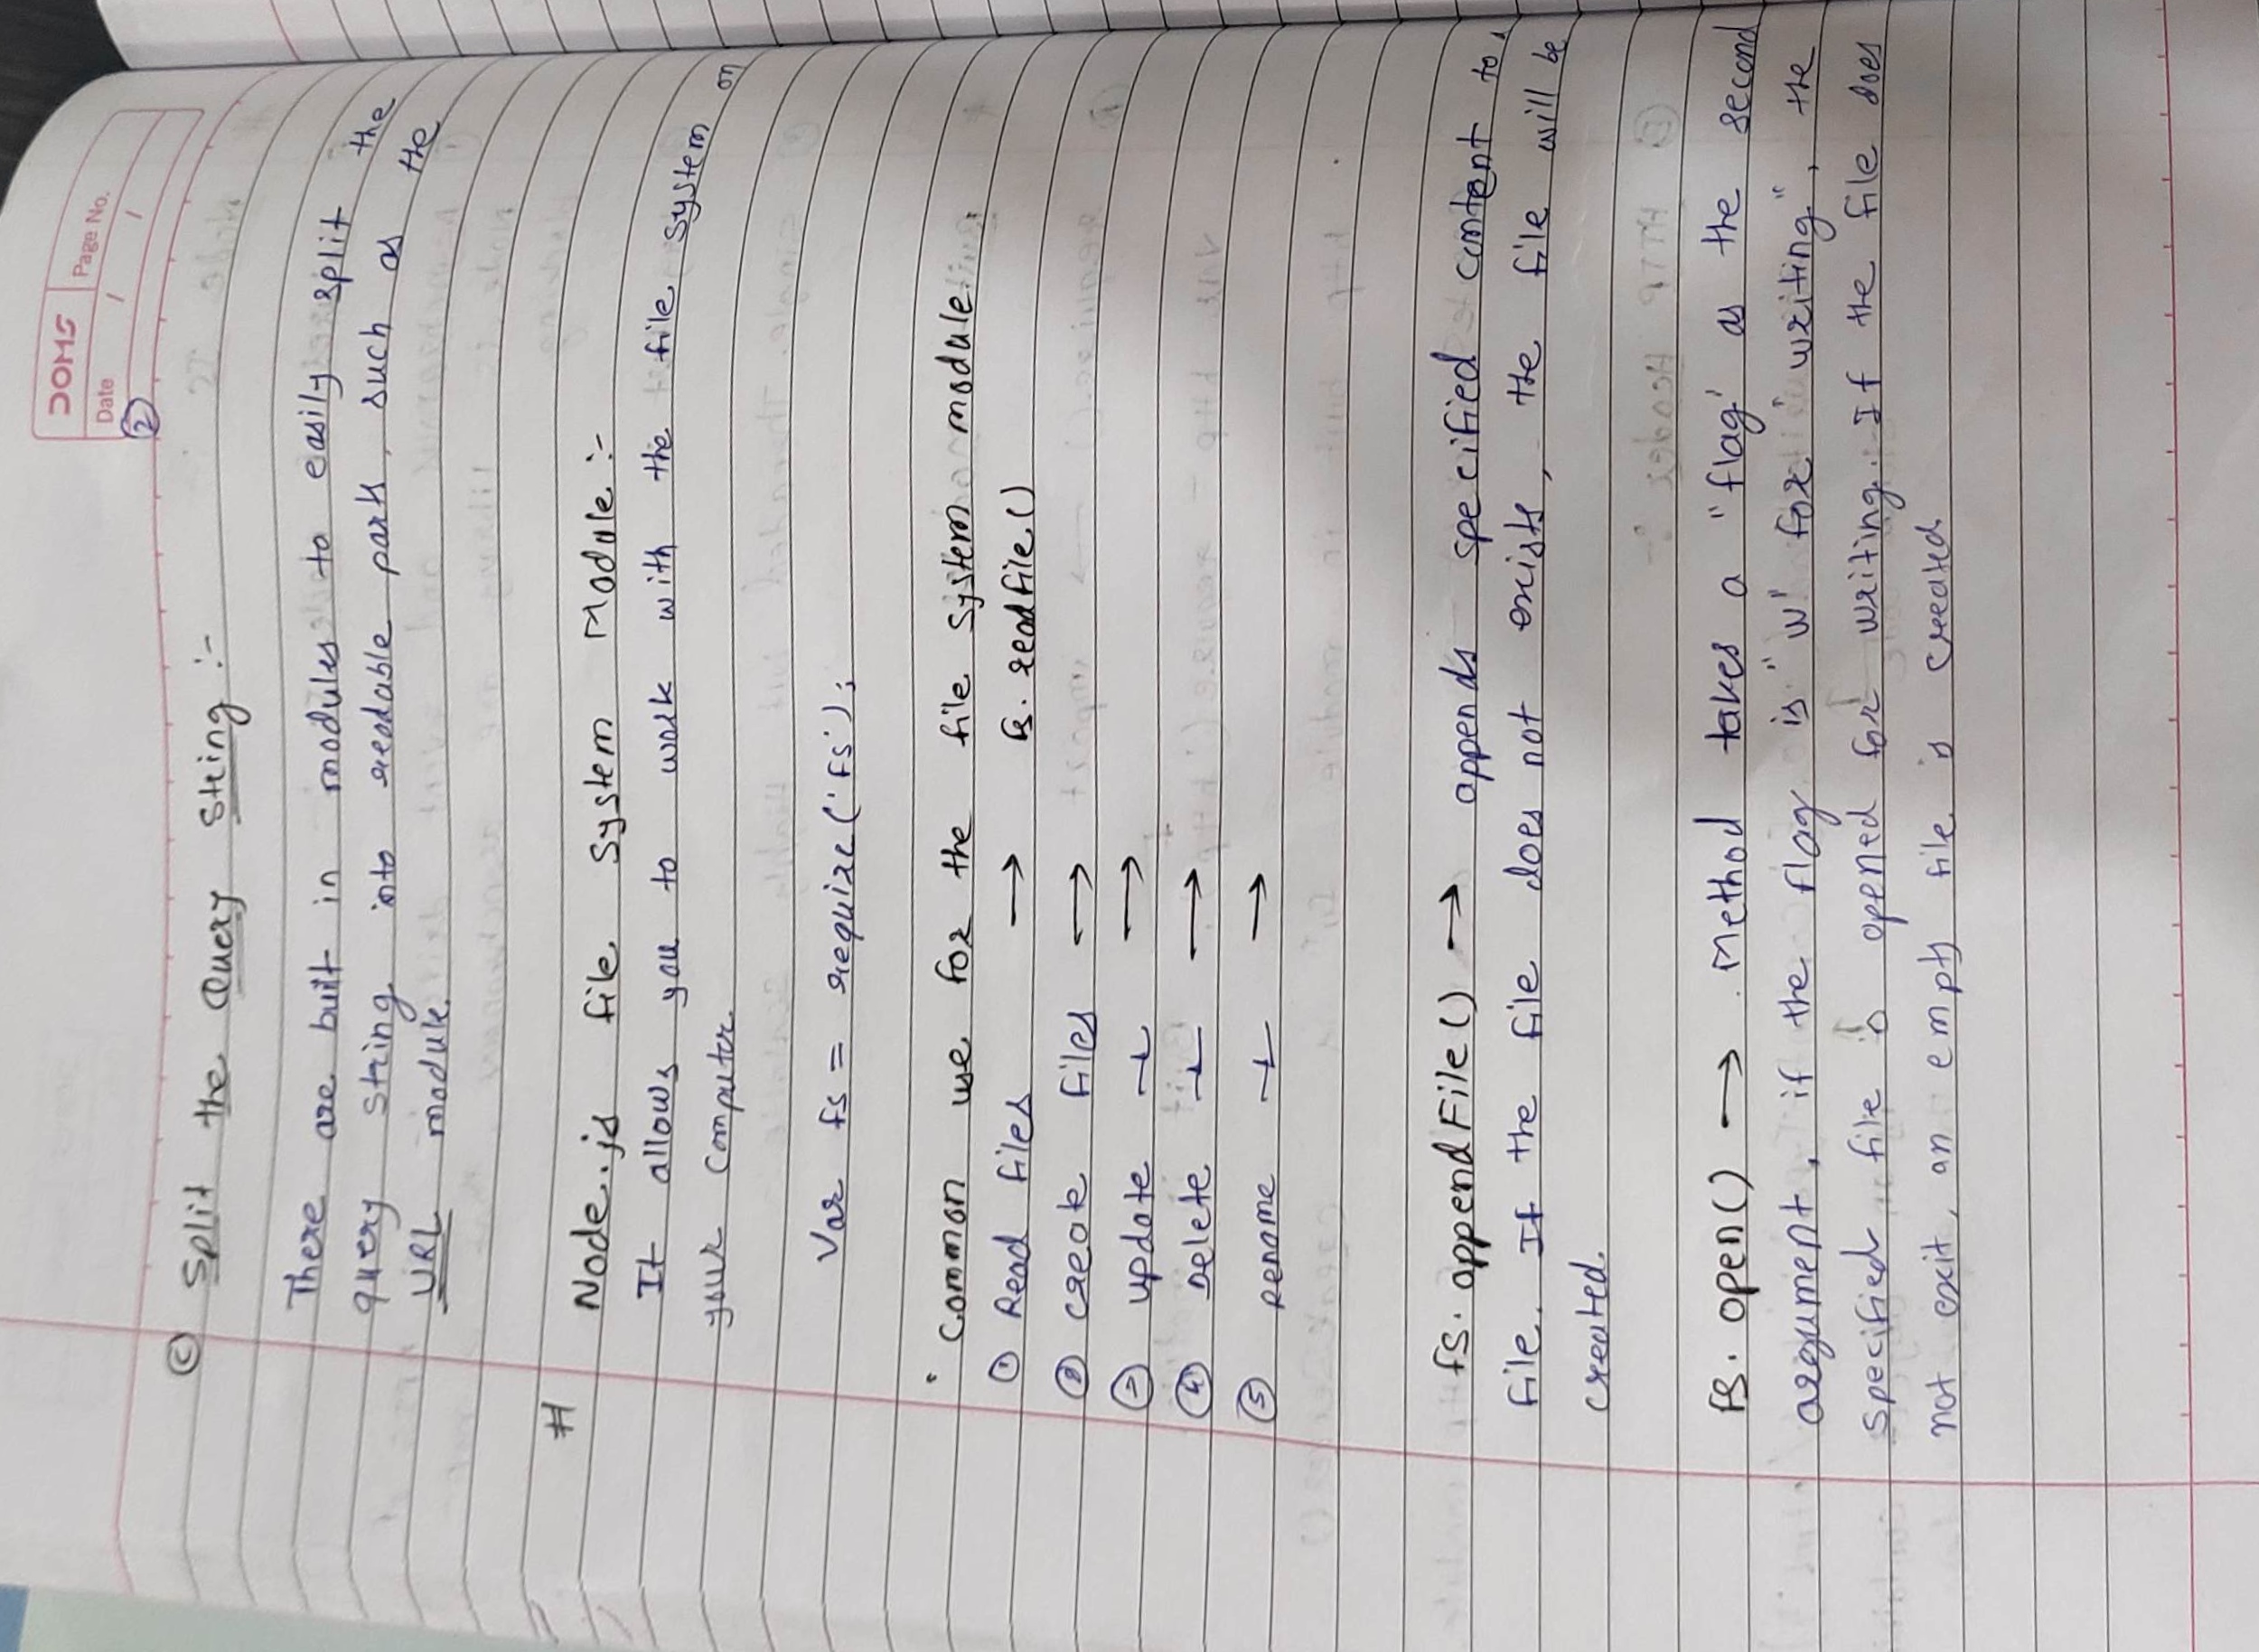 DOMS
Page No.
Date / /
②
Ⓒ Split the Query String :-
There are built in modules to easily split the
query string into readable parts, such as the
URL module.
# Node.js file System Module :-
It allows you to work with the file system on
your computer.
Var fs = require('fs');
• Common use for the file system module.
① Read files → fs.readfile()
② create files →
③ update →
④ Delete →
⑤ rename →
fs.appendFile() → appends specified content to a
file. If the file does not exists, the file will be
created.
fs.open() → Method takes a "flag' as the second
argument, if the flag is "w' for "writing", the
specified file is opened for writing. If the file does
not exit, an empty file is created